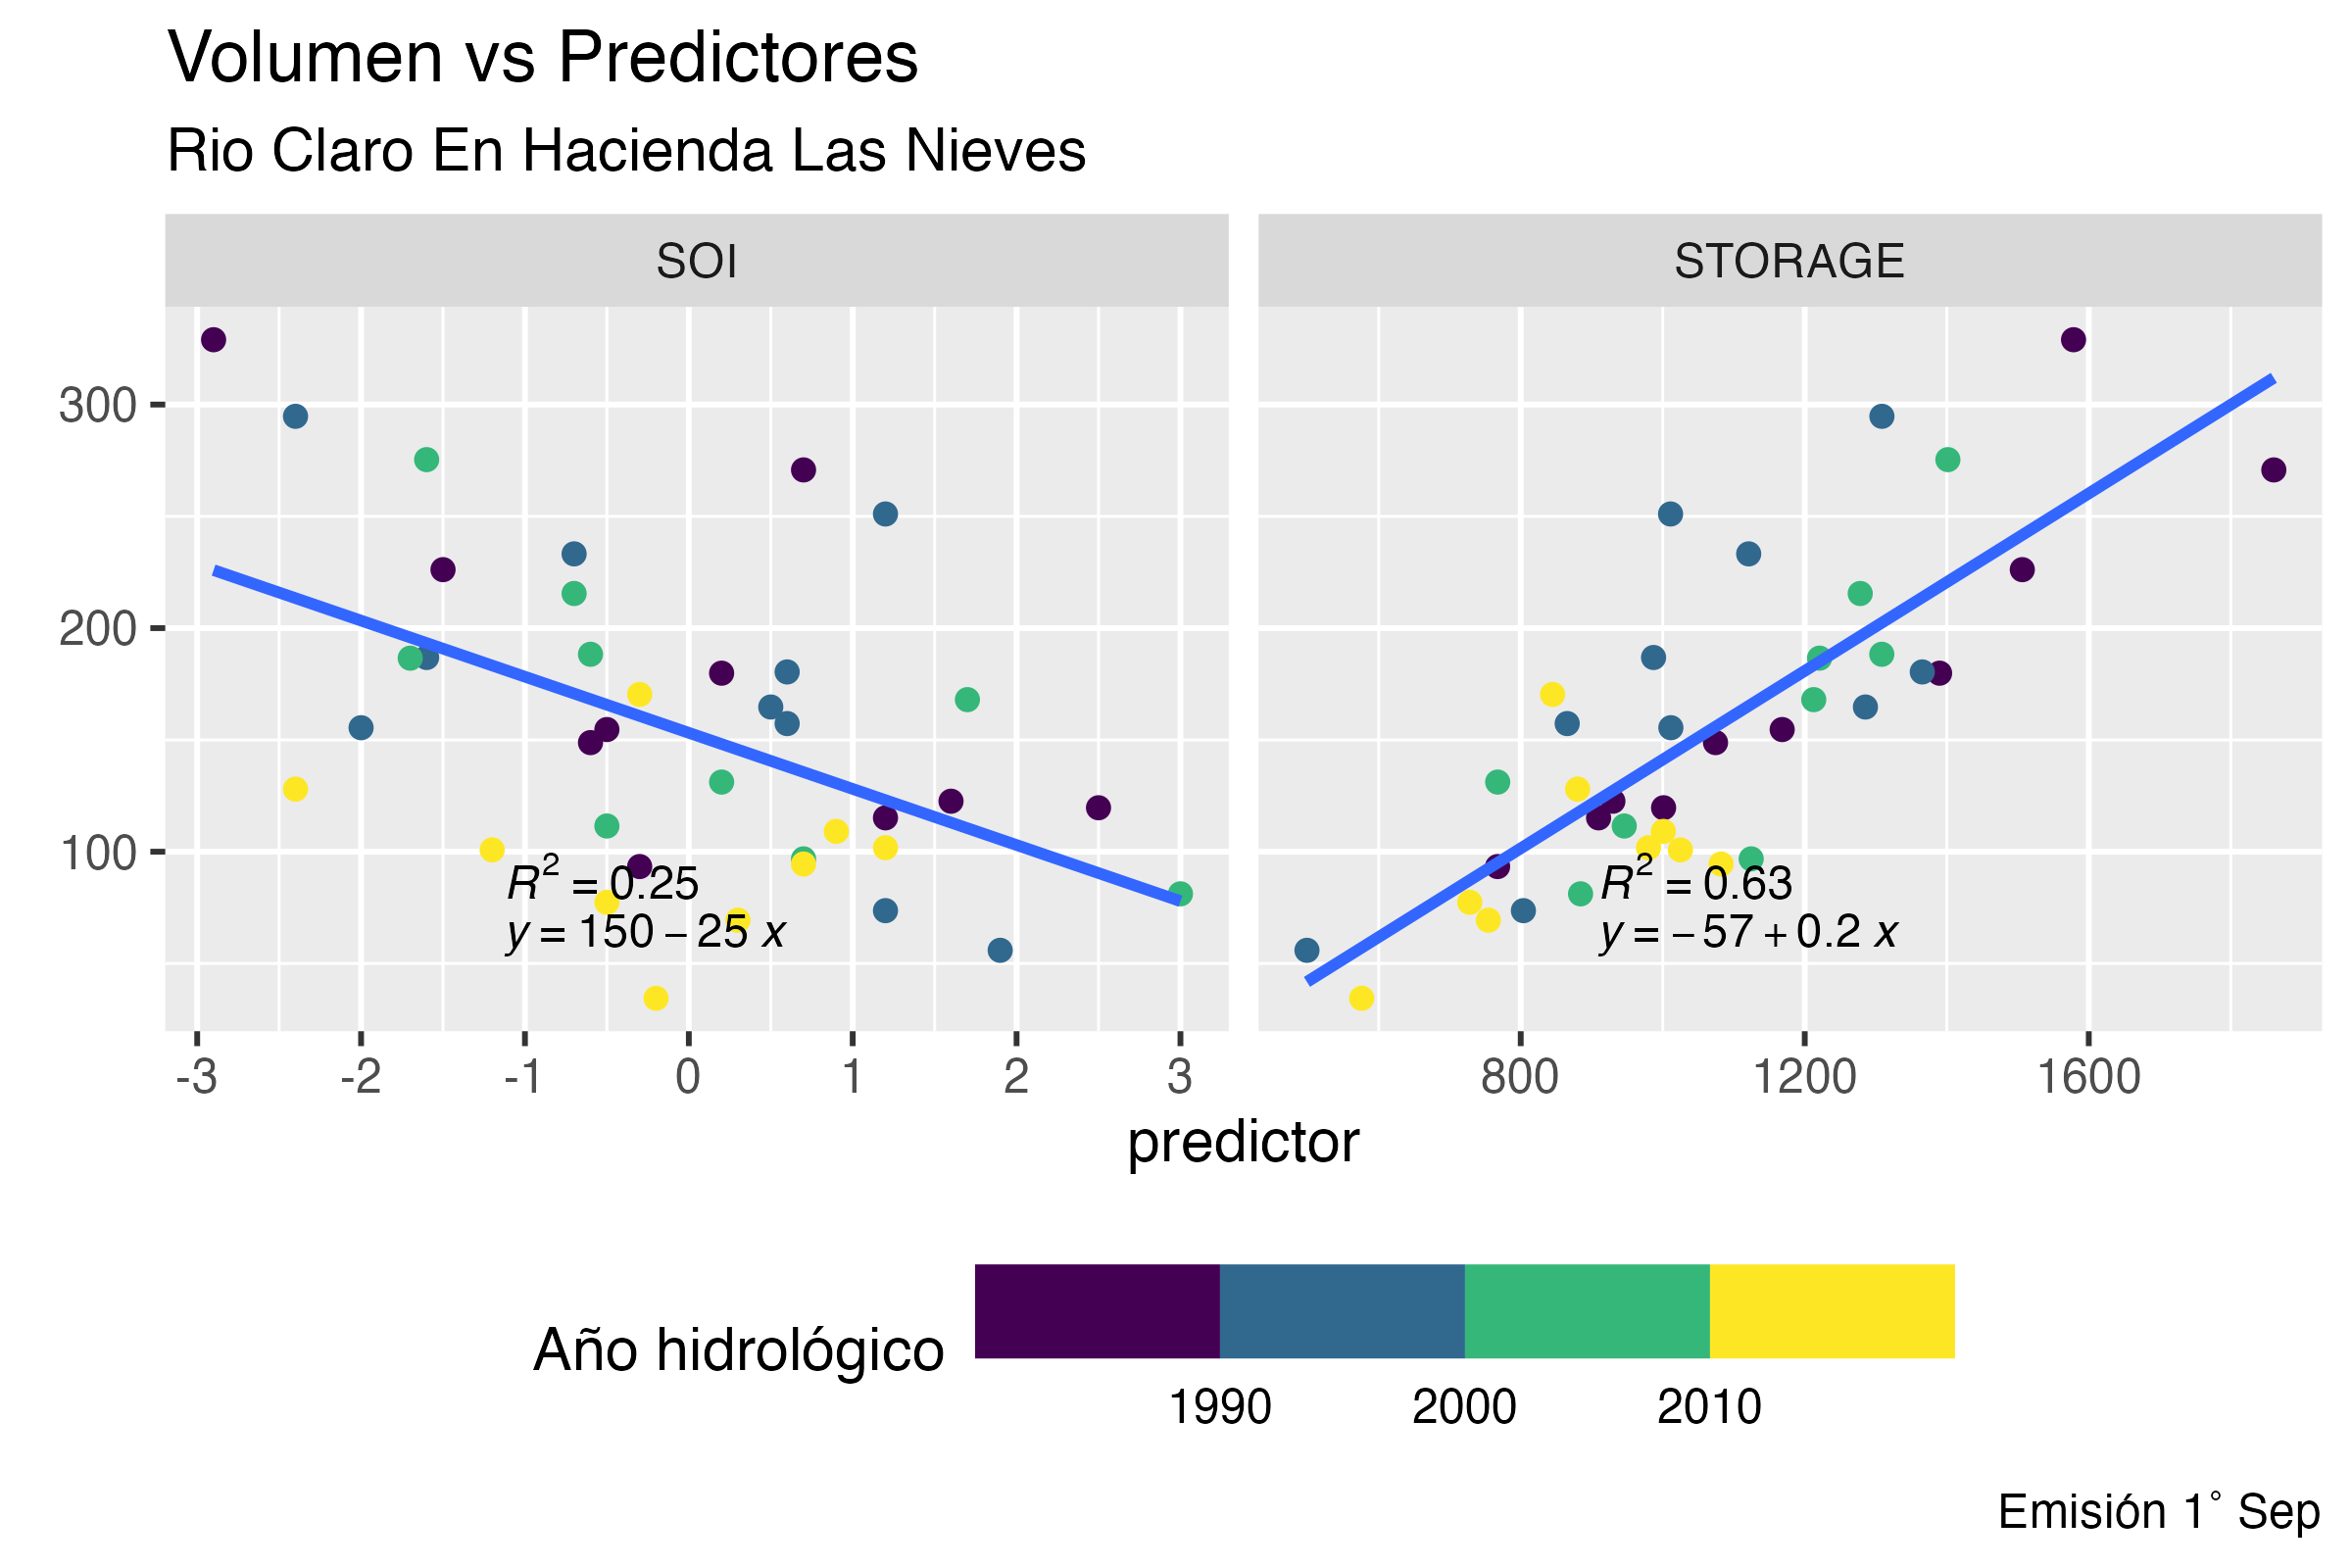 Volumen vs Predictores
Rio Claro En Hacienda Las Nieves
SOI
STORAGE
300
200
100
R² = 0.25
y = 150 − 25 x
R² = 0.63
y = − 57 + 0.2 x
-3 -2 -1 0 1 2 3
800 1200 1600
predictor
Año hidrológico
1990 2000 2010
Emisión 1° Sep